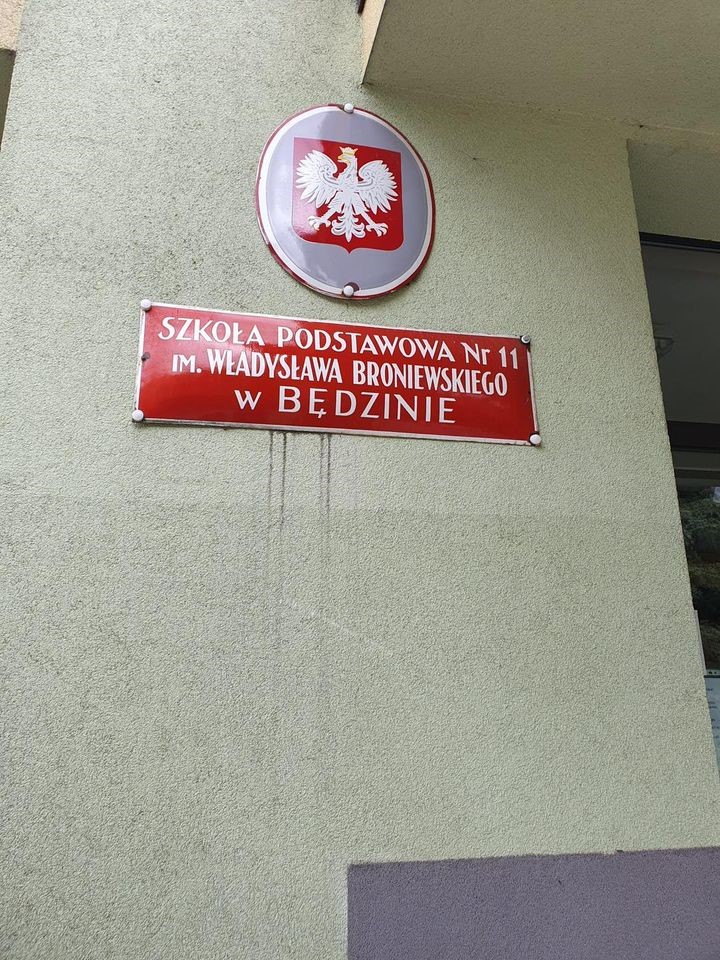 SZKOŁA PODSTAWOWA Nr 11
IM. WŁADYSŁAWA BRONIEWSKIEGO
W BĘDZINIE